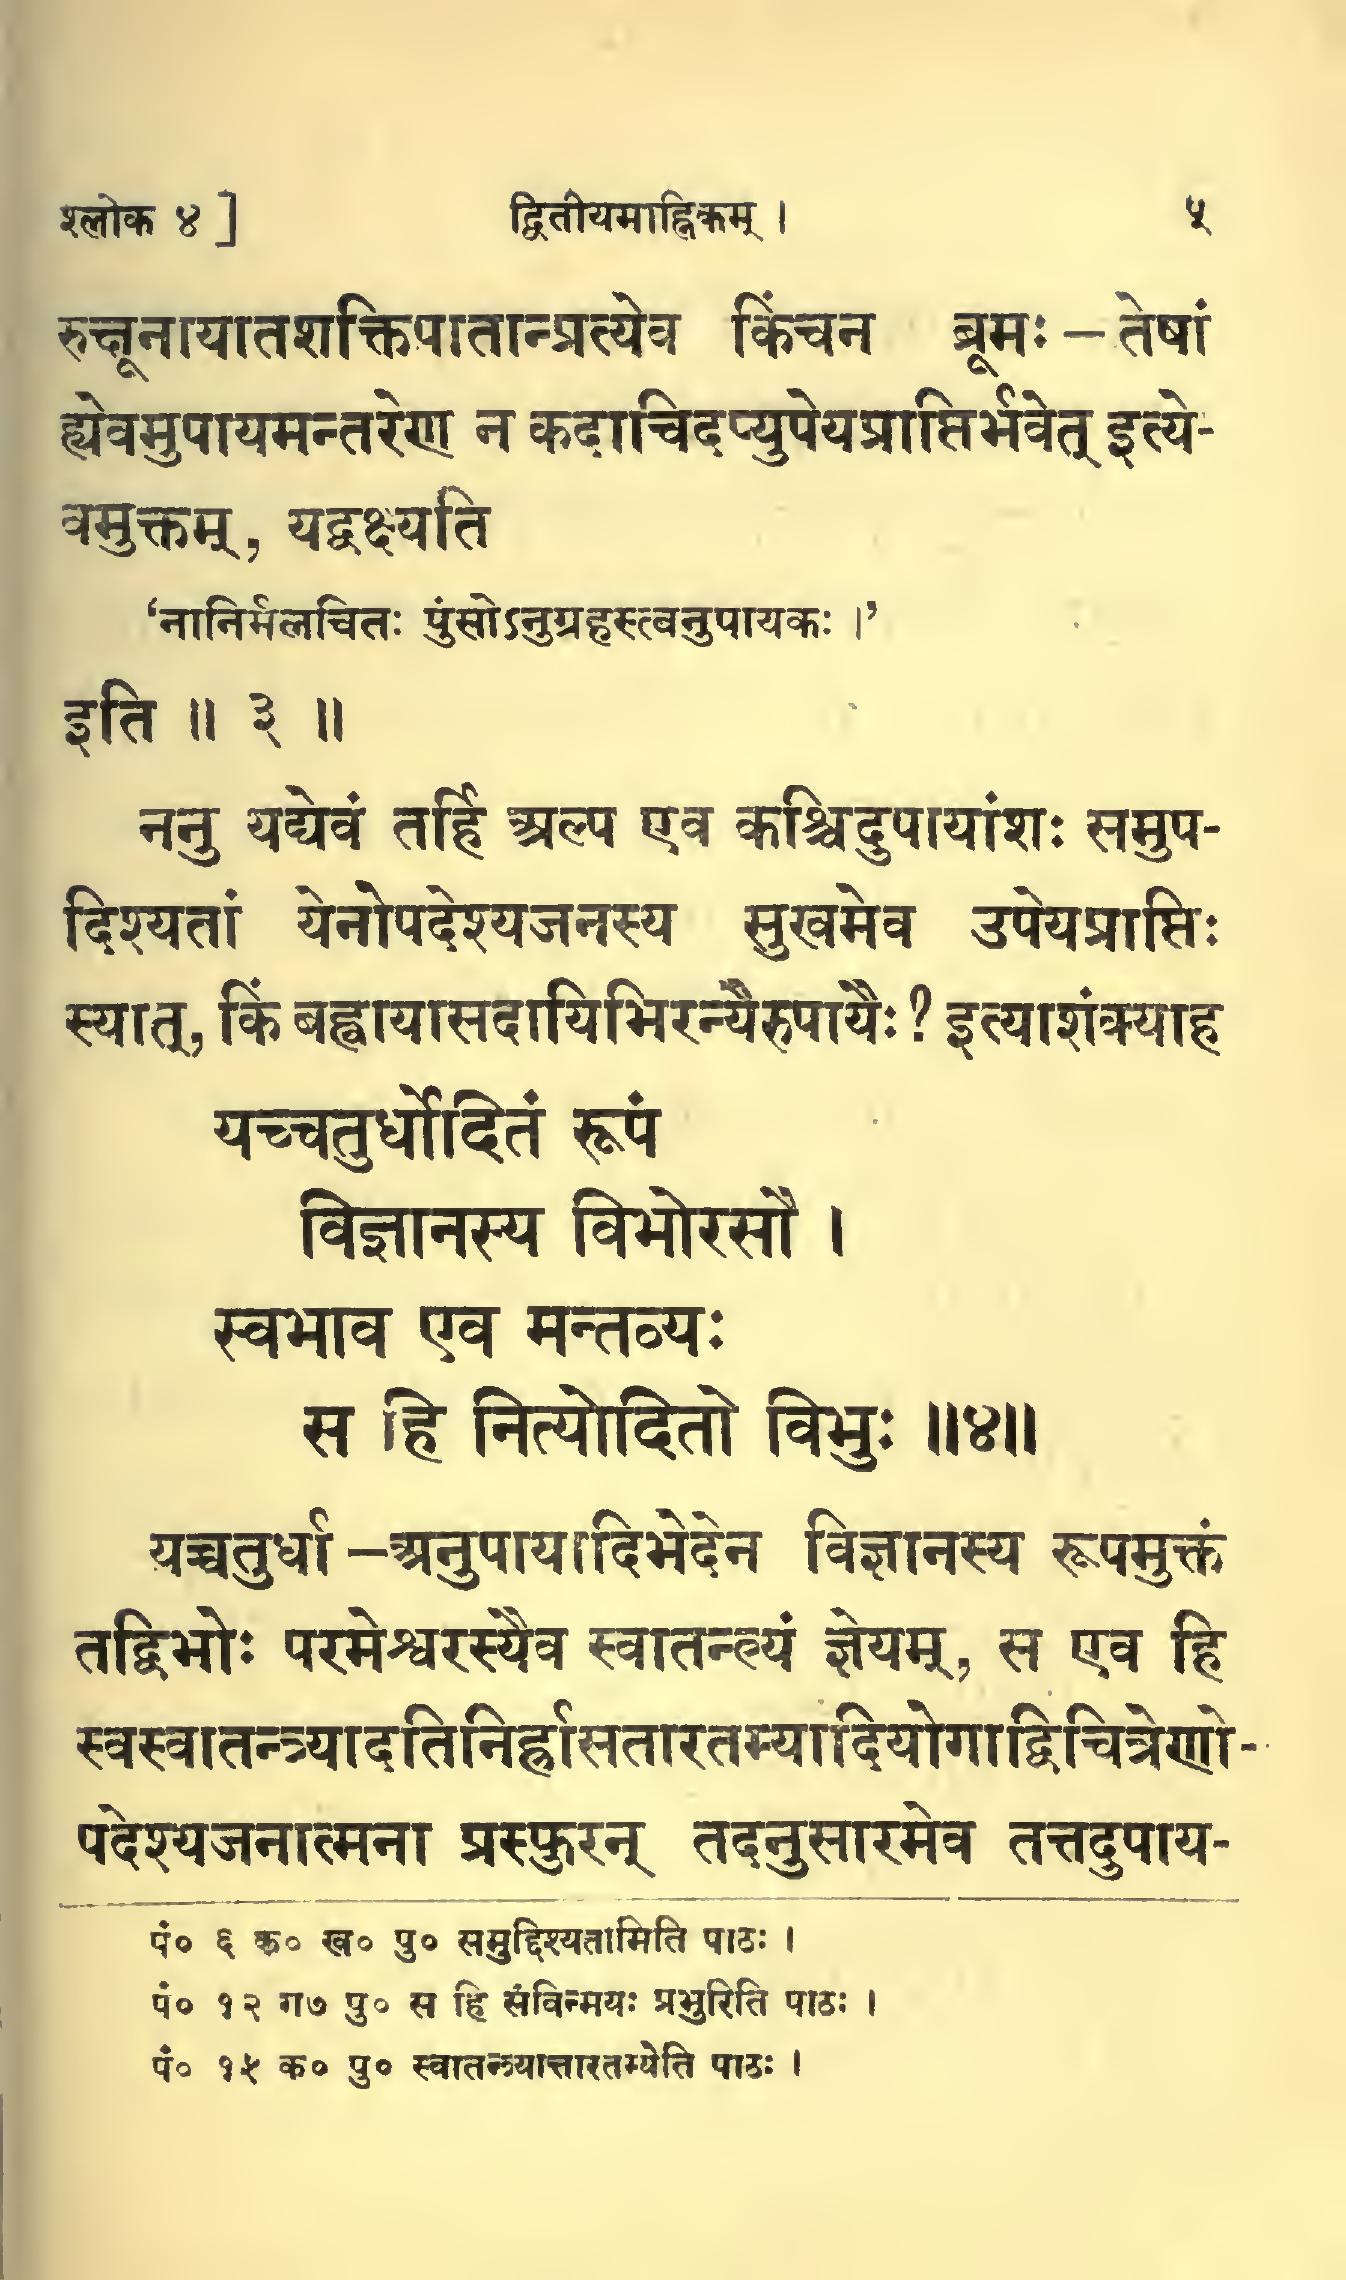 श्लोक ४] द्वितीयमाह्निकम् । ५
रुक्षूनायातशक्तिपातान्प्रत्येव किंचन ब्रूमः – तेषां
ह्येवमुपायमन्तरेण न कदाचिदप्युपेयप्राप्तिर्भवेत् इत्ये-
वमुक्तम्, यद्वक्ष्यति
‘नानिर्मलचितः पुंसोऽनुग्रहस्त्वनुपायकः ।’
इति ॥ ३ ॥
ननु यद्येवं तर्हि अल्प एव कश्चिदुपायांशः समुप-
दिश्यतां येनोपदेश्यजनस्य सुखमेव उपेयप्राप्तिः
स्यात्, किं बह्वायासदायिभिरन्यैरुपायैः? इत्याशंक्याह
यच्चतुर्धोदितं रूपं
विज्ञानस्य विभोरसौ ।
स्वभाव एव मन्तव्यः
स हि नित्योदितो विभुः ॥४॥
यच्चतुर्धा – अनुपायादिभेदेन विज्ञानस्य रूपमुक्तं
तद्विभोः परमेश्वरस्यैव स्वातन्त्र्यं ज्ञेयम्, स एव हि
स्वस्वातन्त्र्यादतिनिर्ह्रासतारतम्यादियोगाद्विचित्रेणो-
पदेश्यजनात्मना प्रस्फुरन् तदनुसारमेव तत्तदुपाय-
पं० ६ क० ख० पु० समुद्दिश्यतामिति पाठः ।
पं० १२ ग७ पु० स हि संविन्मयः प्रभुरिति पाठः ।
पं० १५ क० पु० स्वातन्त्र्यात्तारतम्येति पाठः ।